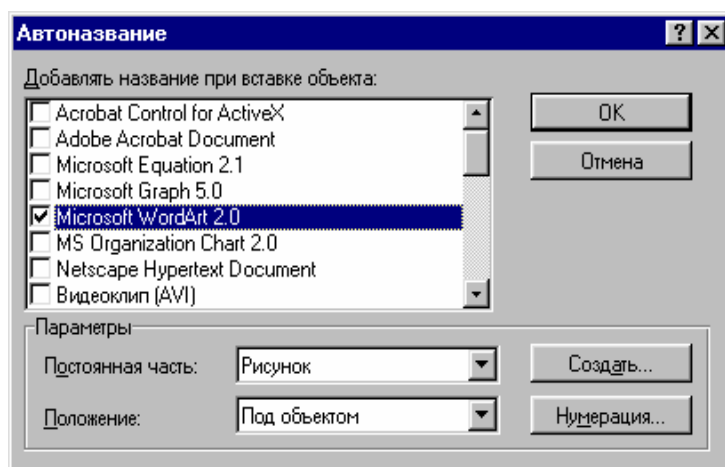 Автоназвание
Добавлять название при вставке объекта:
Acrobat Control for ActiveX
Adobe Acrobat Document
Microsoft Equation 2.1
Microsoft Graph 5.0
Microsoft WordArt 2.0
MS Organization Chart 2.0
Netscape Hypertext Document
Видеоклип (AVI)
OK
Отмена
Параметры
Постоянная часть: Рисунок Создать...
Положение: Под объектом Нумерация...